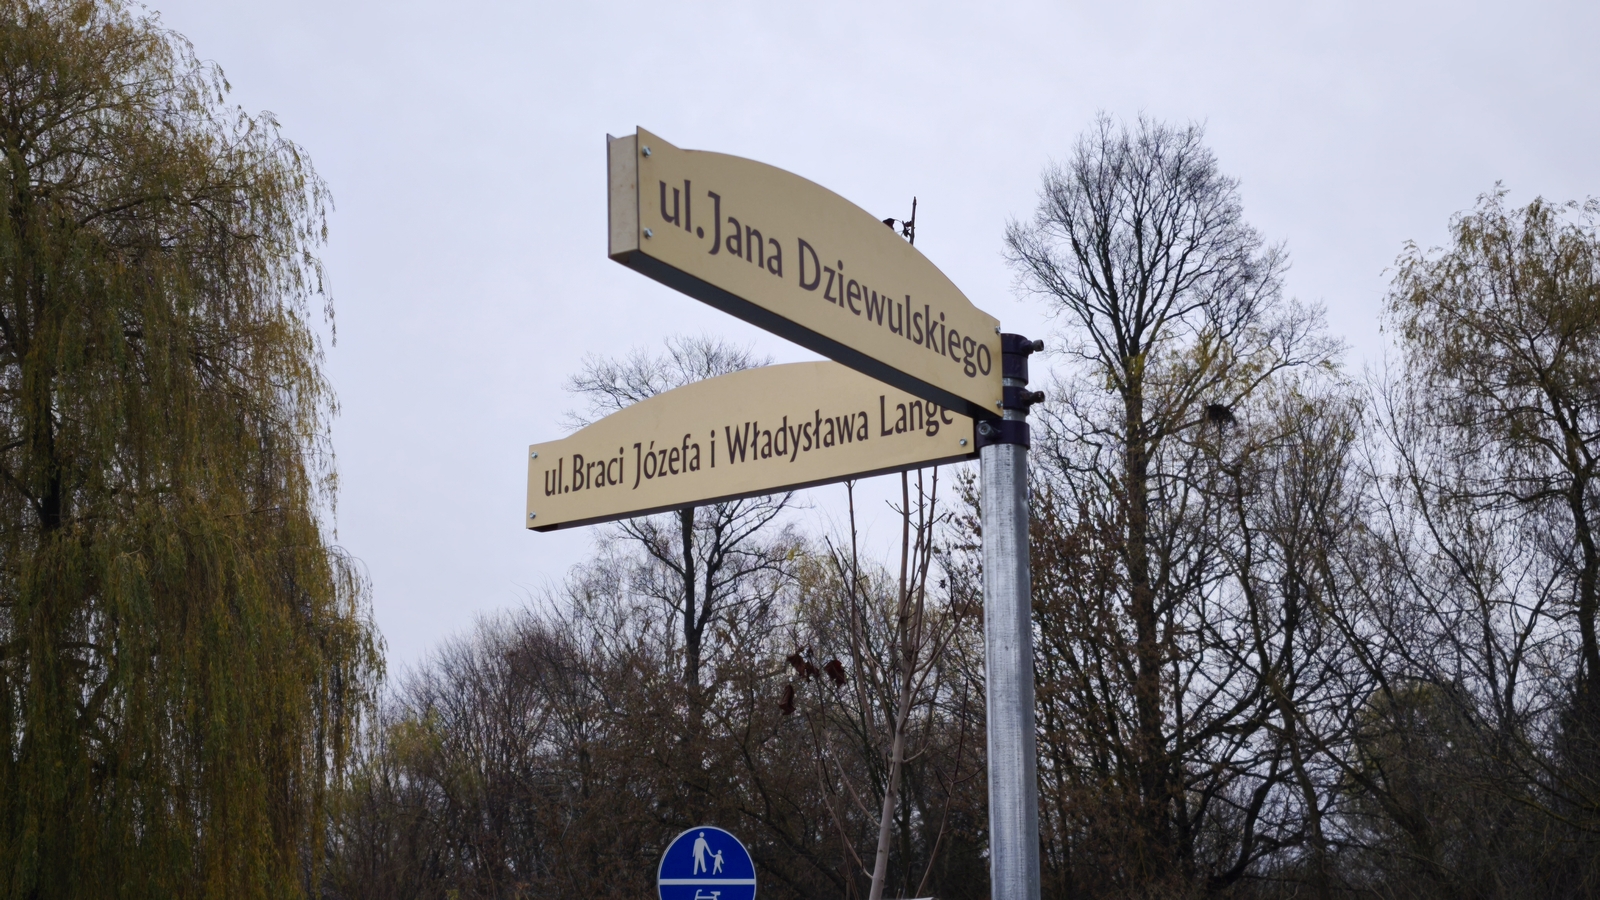 ul. Jana Dziewulskiego
ul. Braci Józefa i Władysława Lange